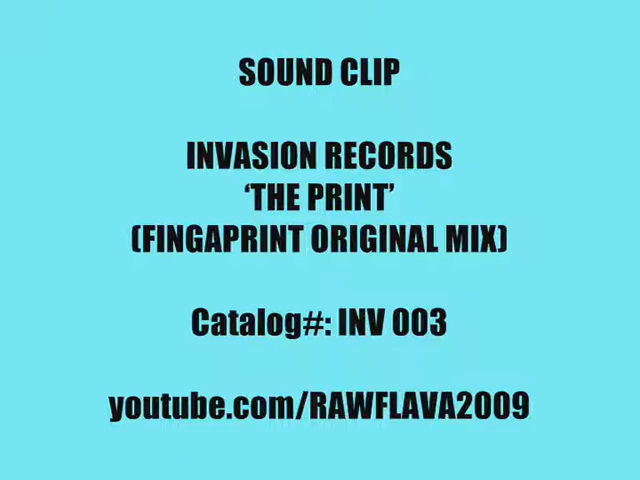 SOUND CLIP
INVASION RECORDS
‘THE PRINT’
(FINGAPRINT ORIGINAL MIX)
Catalog#: INV 003
youtube.com/RAWFLAVA2009